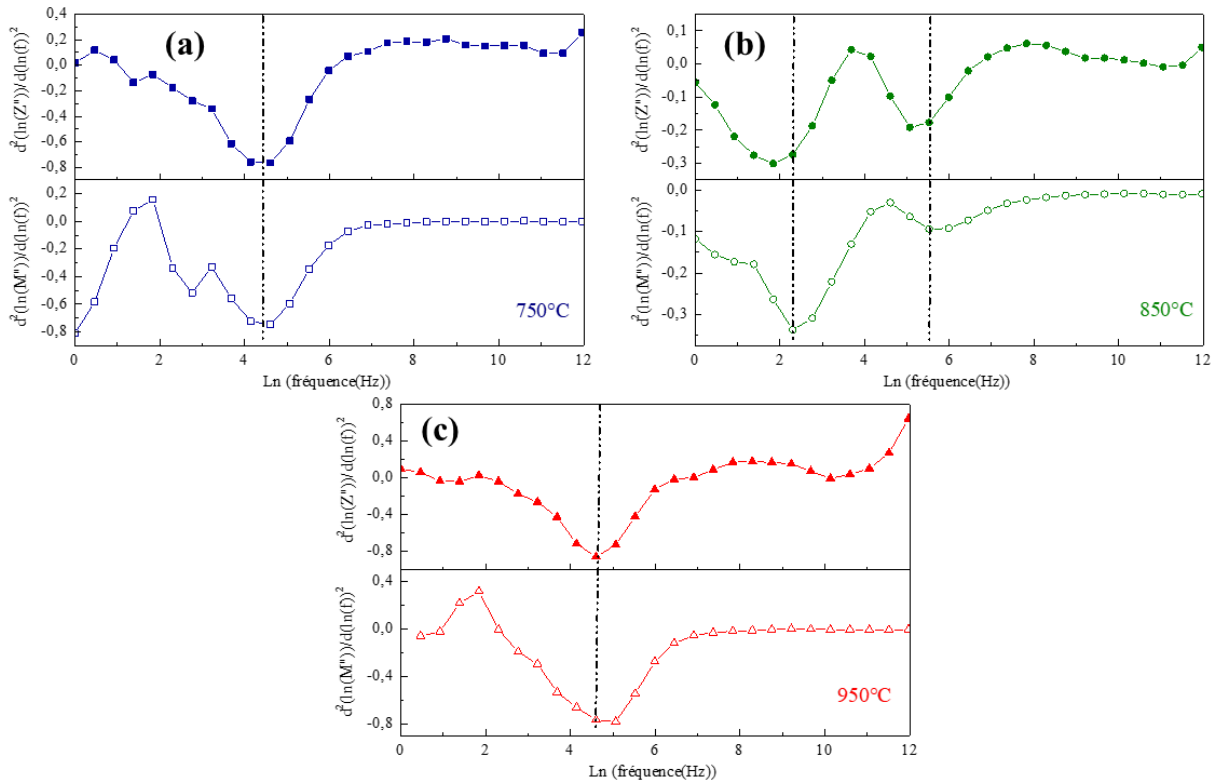 (a)
d²(ln(Z"))/d(ln(f))²
0,4
0,2
0,0
-0,2
-0,4
-0,6
-0,8
d²(ln(M"))/d(ln(f))²
0,2
0,0
-0,2
-0,4
-0,6
-0,8
750°C
0 2 4 6 8 10 12
Ln (fréquence(Hz))
(b)
d²(ln(Z"))/d(ln(f))²
0,1
0,0
-0,1
-0,2
-0,3
d²(ln(M"))/d(ln(f))²
-0,15
0,0
-0,1
-0,2
-0,3
850°C
0 2 4 6 8 10 12
Ln (fréquence(Hz))
(c)
d²(ln(Z"))/d(ln(f))²
0,8
0,4
0,0
-0,4
-0,8
d²(ln(M"))/d(ln(f))²
0,4
0,0
-0,4
-0,8
950°C
0 2 4 6 8 10 12
Ln (fréquence(Hz))